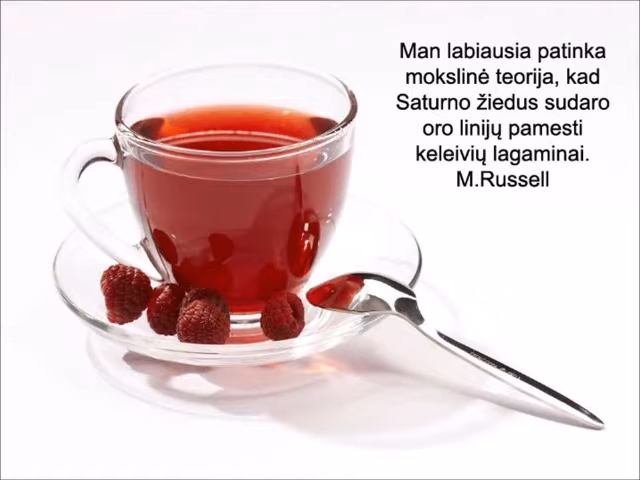 Man labiausia patinka
mokslinė teorija, kad
Saturno žiedus sudaro
oro linijų pamesti
keleivių lagaminai.
M.Russell